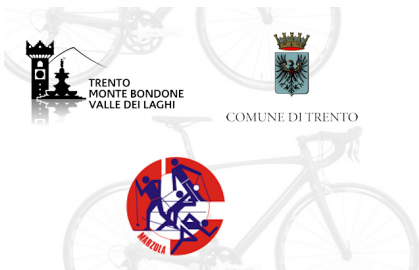 TRENTO
MONTE BONDONE
VALLE DEI LAGHI
COMUNE DI TRENTO
MARZOLA